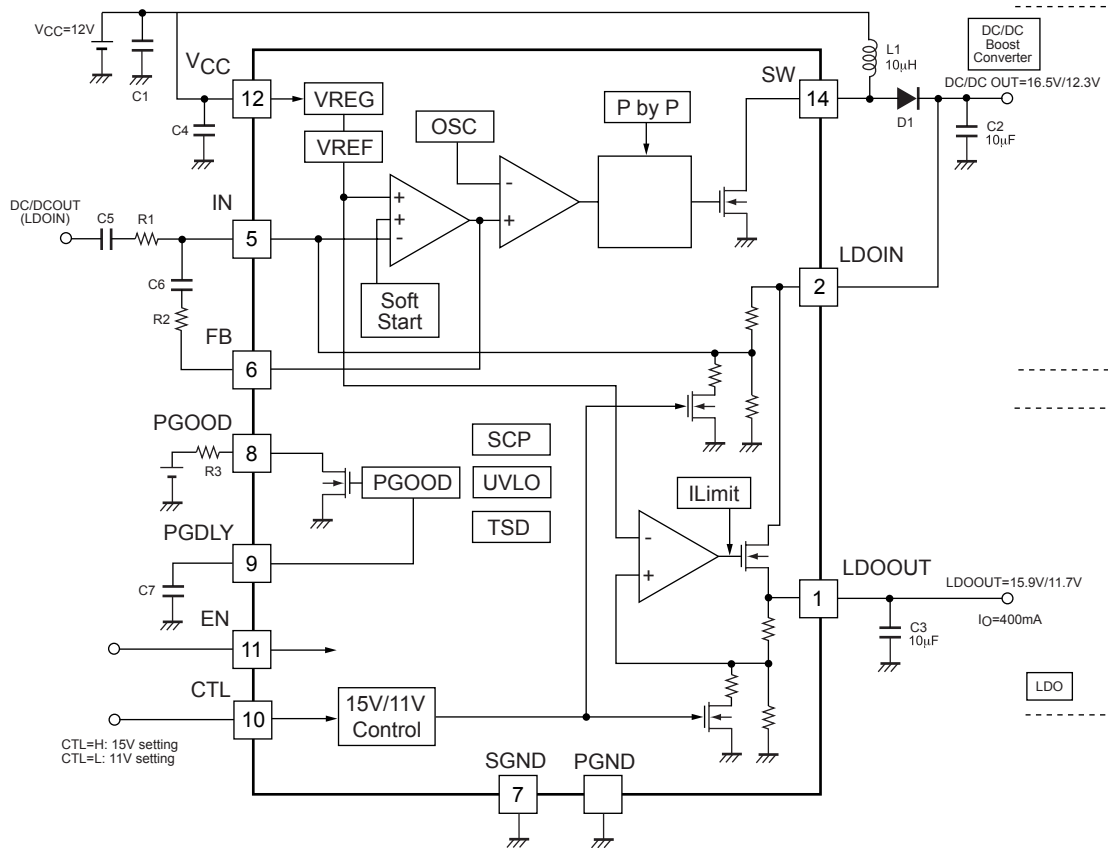 VCC=12V
C1
VCC
12
C4
VREG
VREF
OSC
P by P
SW
14
L1
10µH
D1
DC/DC
Boost
Converter
DC/DC OUT=16.5V/12.3V
C2
10µF
DC/DCOUT
(LDOIN)
C5
R1
IN
5
+
+
-
-
+
Soft
Start
C6
R2
FB
6
LDOIN
2
PGOOD
8
R3
PGOOD
SCP
UVLO
TSD
ILimit
-
+
PGDLY
9
C7
LDOOUT
1
LDOOUT=15.9V/11.7V
IO=400mA
C3
10µF
EN
11
CTL
10
CTL=H: 15V setting
CTL=L: 11V setting
15V/11V
Control
LDO
SGND
7
PGND